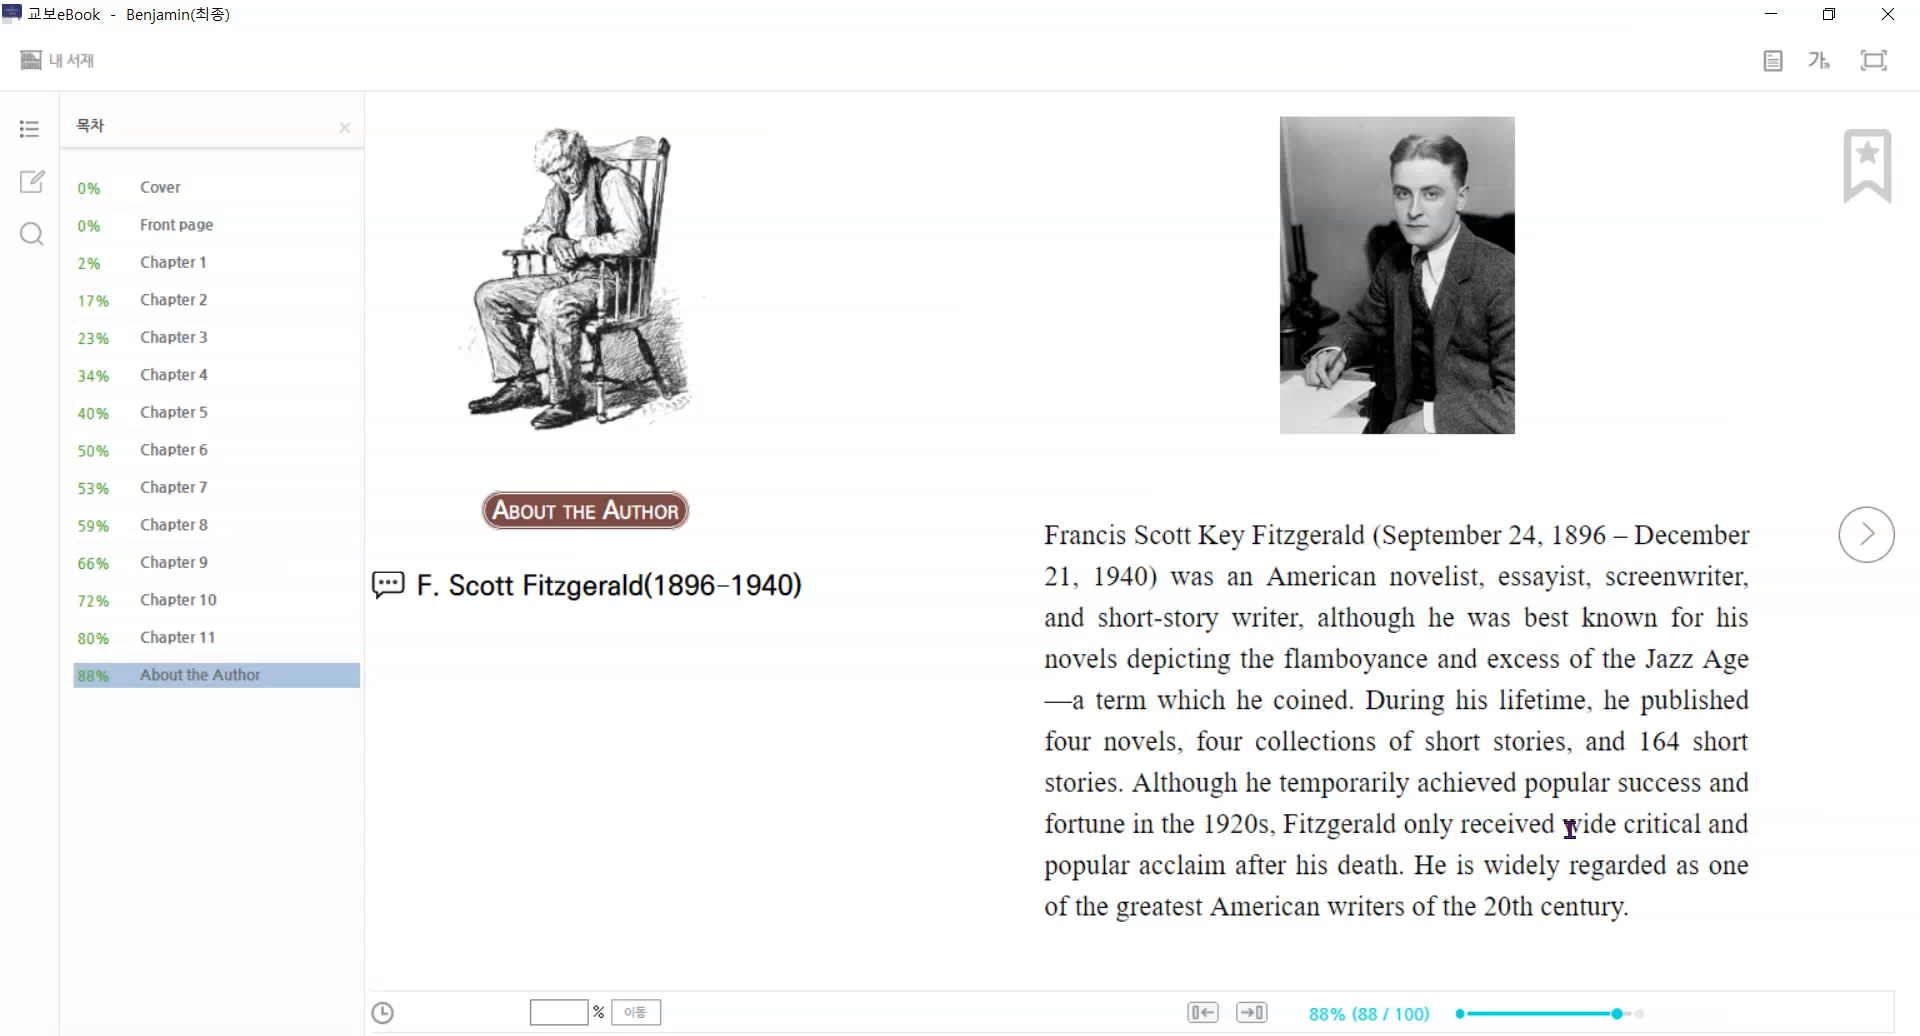 교보eBook - Benjamin(최종)
내 서재
가
목차
0% Cover
0% Front page
2% Chapter 1
17% Chapter 2
23% Chapter 3
34% Chapter 4
40% Chapter 5
50% Chapter 6
53% Chapter 7
59% Chapter 8
66% Chapter 9
72% Chapter 10
80% Chapter 11
88% About the Author
ABOUT THE AUTHOR
F. Scott Fitzgerald(1896-1940)
Francis Scott Key Fitzgerald (September 24, 1896 – December
21, 1940) was an American novelist, essayist, screenwriter,
and short-story writer, although he was best known for his
novels depicting the flamboyance and excess of the Jazz Age
—a term which he coined. During his lifetime, he published
four novels, four collections of short stories, and 164 short
stories. Although he temporarily achieved popular success and
fortune in the 1920s, Fitzgerald only received wide critical and
popular acclaim after his death. He is widely regarded as one
of the greatest American writers of the 20th century.
% 이동
88% (88 / 100)